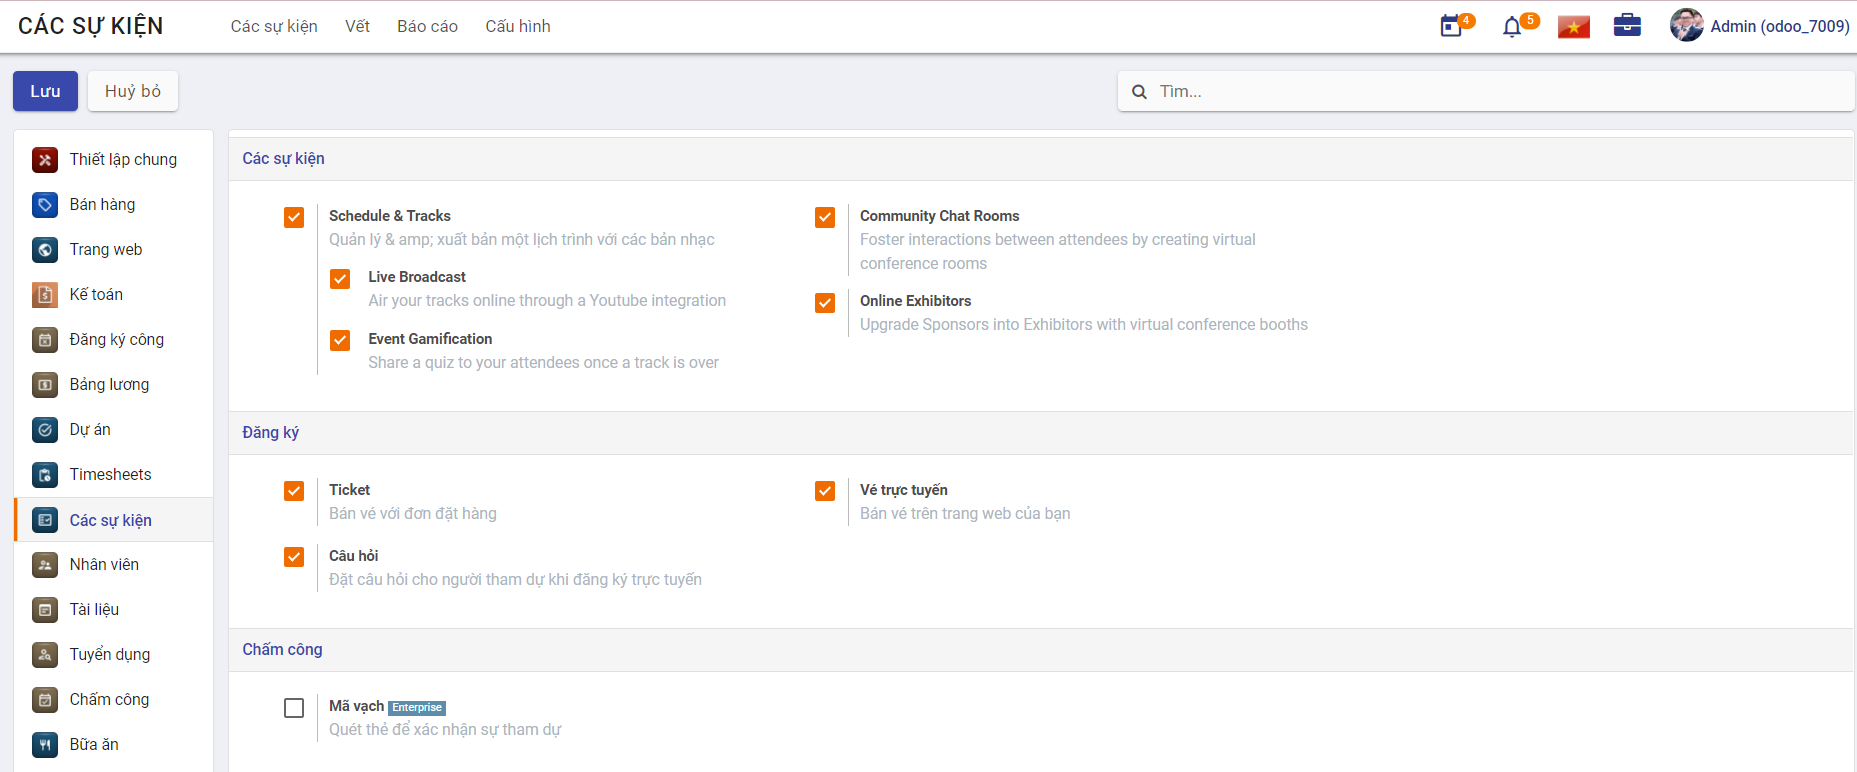 CÁC SỰ KIỆN
Các sự kiện Vết Báo cáo Cấu hình
4 5 Admin (odoo_7009)
Lưu Huỷ bỏ
Tìm...
Thiết lập chung
Bán hàng
Trang web
Kế toán
Đăng ký công
Bảng lương
Dự án
Timesheets
Các sự kiện
Nhân viên
Tài liệu
Tuyển dụng
Chấm công
Bữa ăn
Các sự kiện
Schedule & Tracks
Quản lý & amp; xuất bản một lịch trình với các bản nhạc
Live Broadcast
Air your tracks online through a Youtube integration
Event Gamification
Share a quiz to your attendees once a track is over
Community Chat Rooms
Foster interactions between attendees by creating virtual
conference rooms
Online Exhibitors
Upgrade Sponsors into Exhibitors with virtual conference booths
Đăng ký
Ticket
Bán vé với đơn đặt hàng
Vé trực tuyến
Bán vé trên trang web của bạn
Câu hỏi
Đặt câu hỏi cho người tham dự khi đăng ký trực tuyến
Chấm công
Mã vạch Enterprise
Quét thẻ để xác nhận sự tham dự